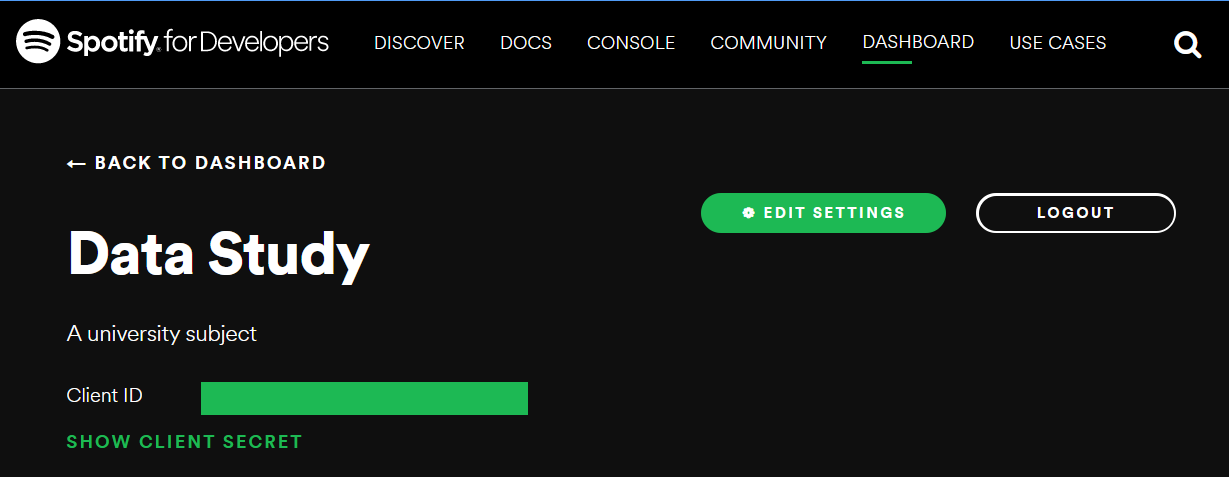 Spotify® for Developers DISCOVER DOCS CONSOLE COMMUNITY DASHBOARD USE CASES
← BACK TO DASHBOARD
EDIT SETTINGS LOGOUT
Data Study
A university subject
Client ID
SHOW CLIENT SECRET